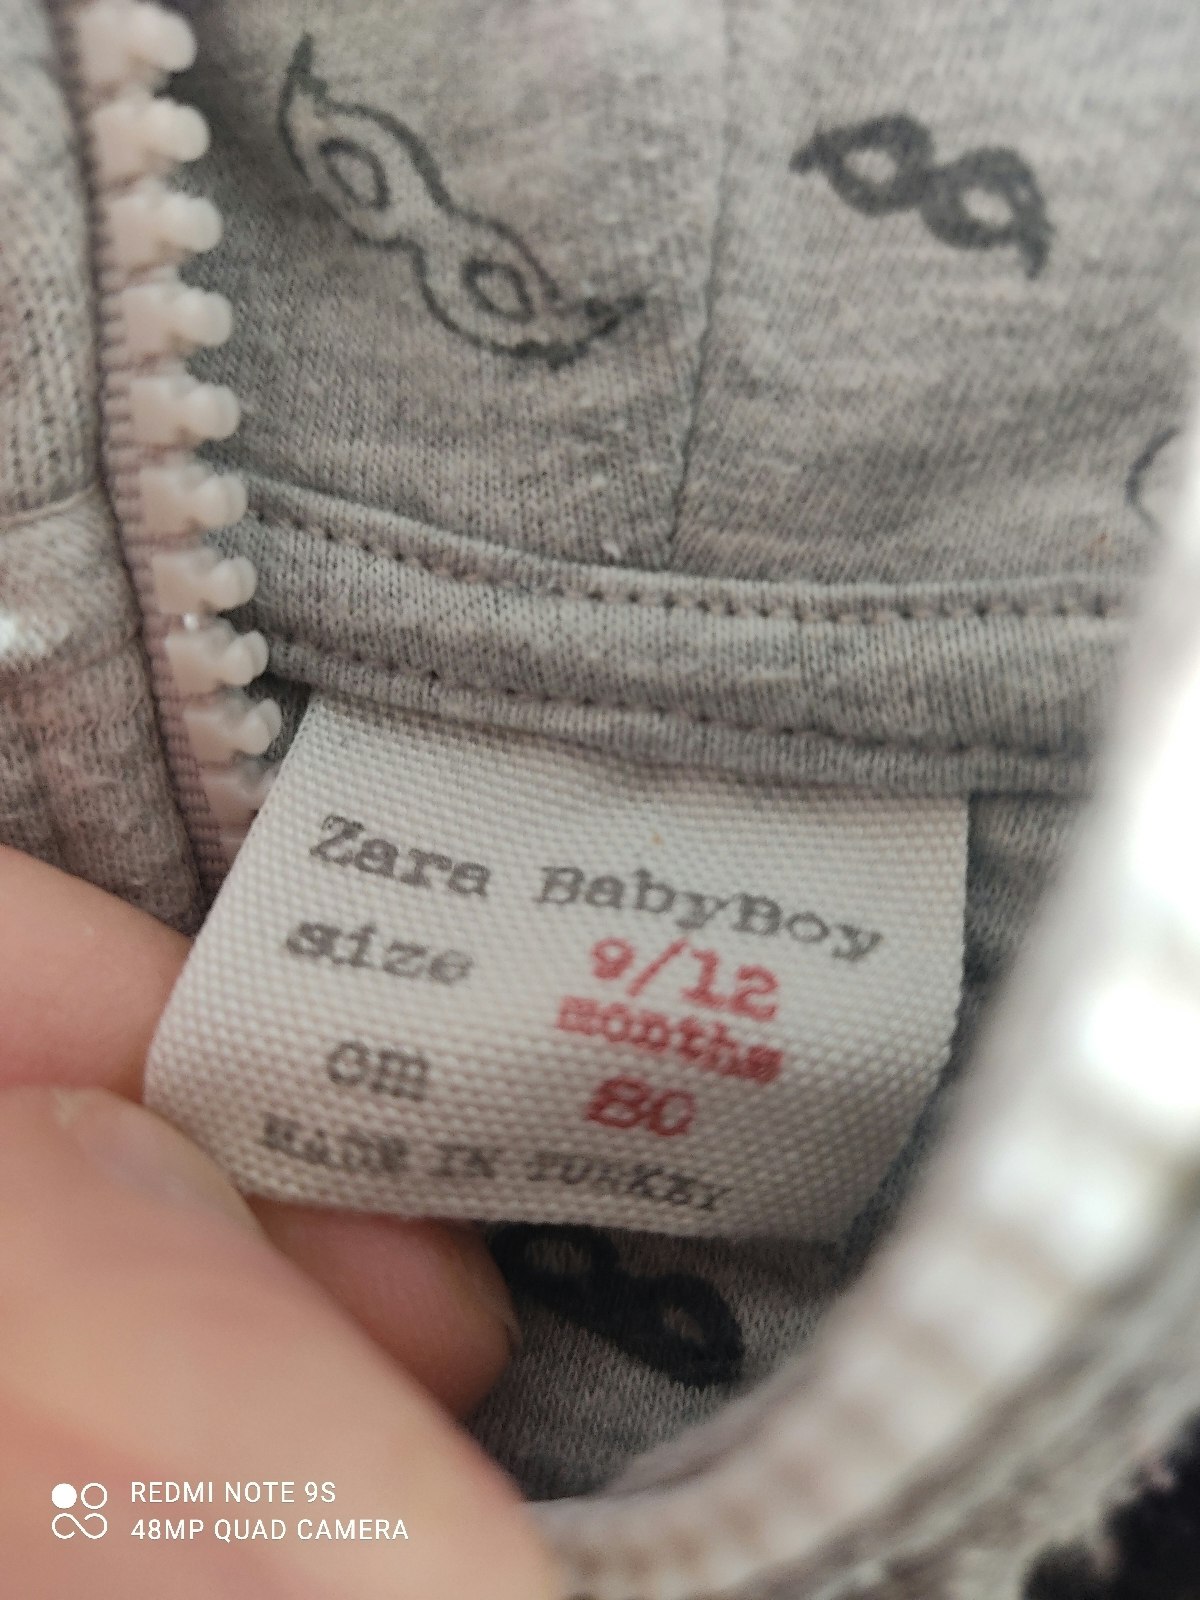 Zara BabyBoy
size 9/12
months
cm 80
MADE IN TURKEY
REDMI NOTE 9S
48MP QUAD CAMERA